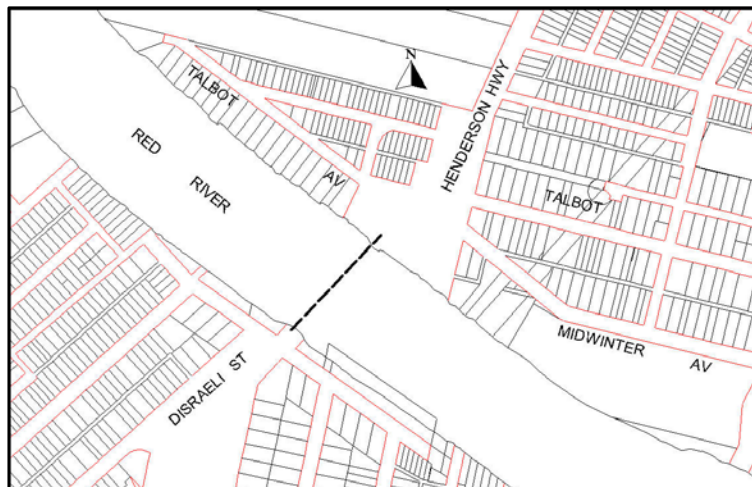 N
TALBOT
AV
RED
RIVER
HENDERSON HWY
TALBOT
MIDWINTER
AV
DISRAELI ST